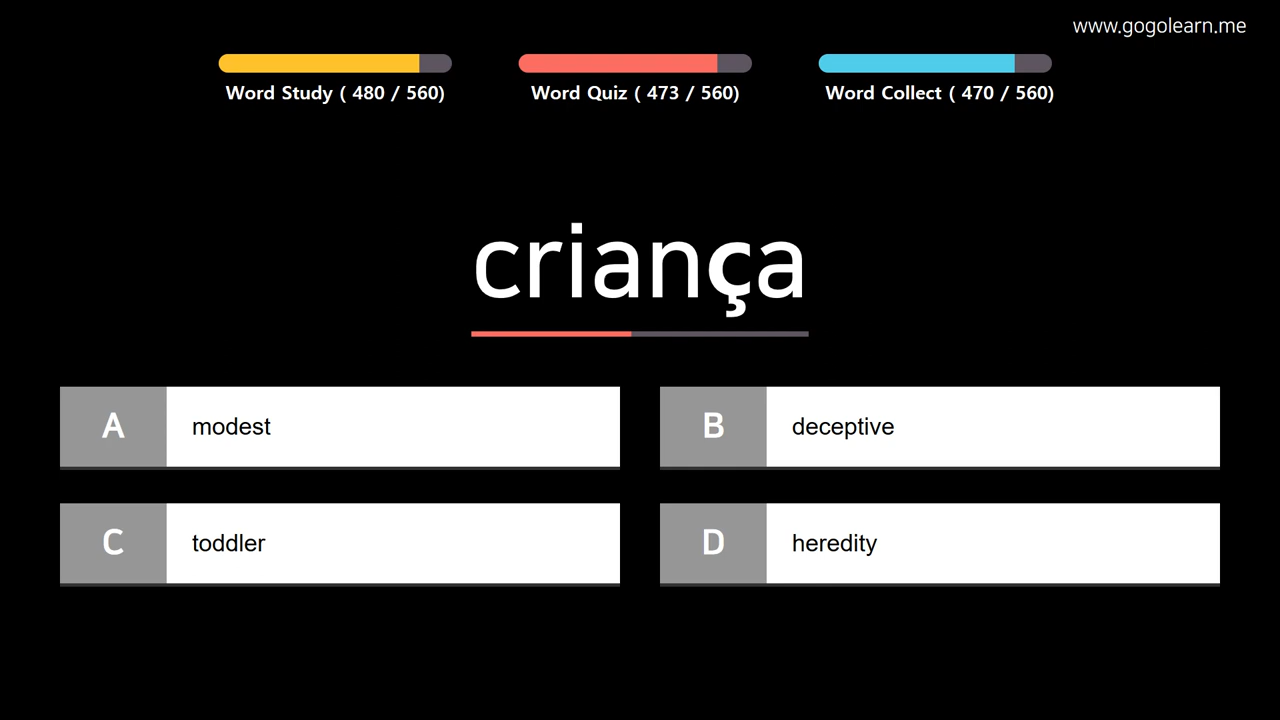 www.gogolearn.me
Word Study ( 480 / 560)
Word Quiz ( 473 / 560)
Word Collect ( 470 / 560)
criança
A modest
B deceptive
C toddler
D heredity